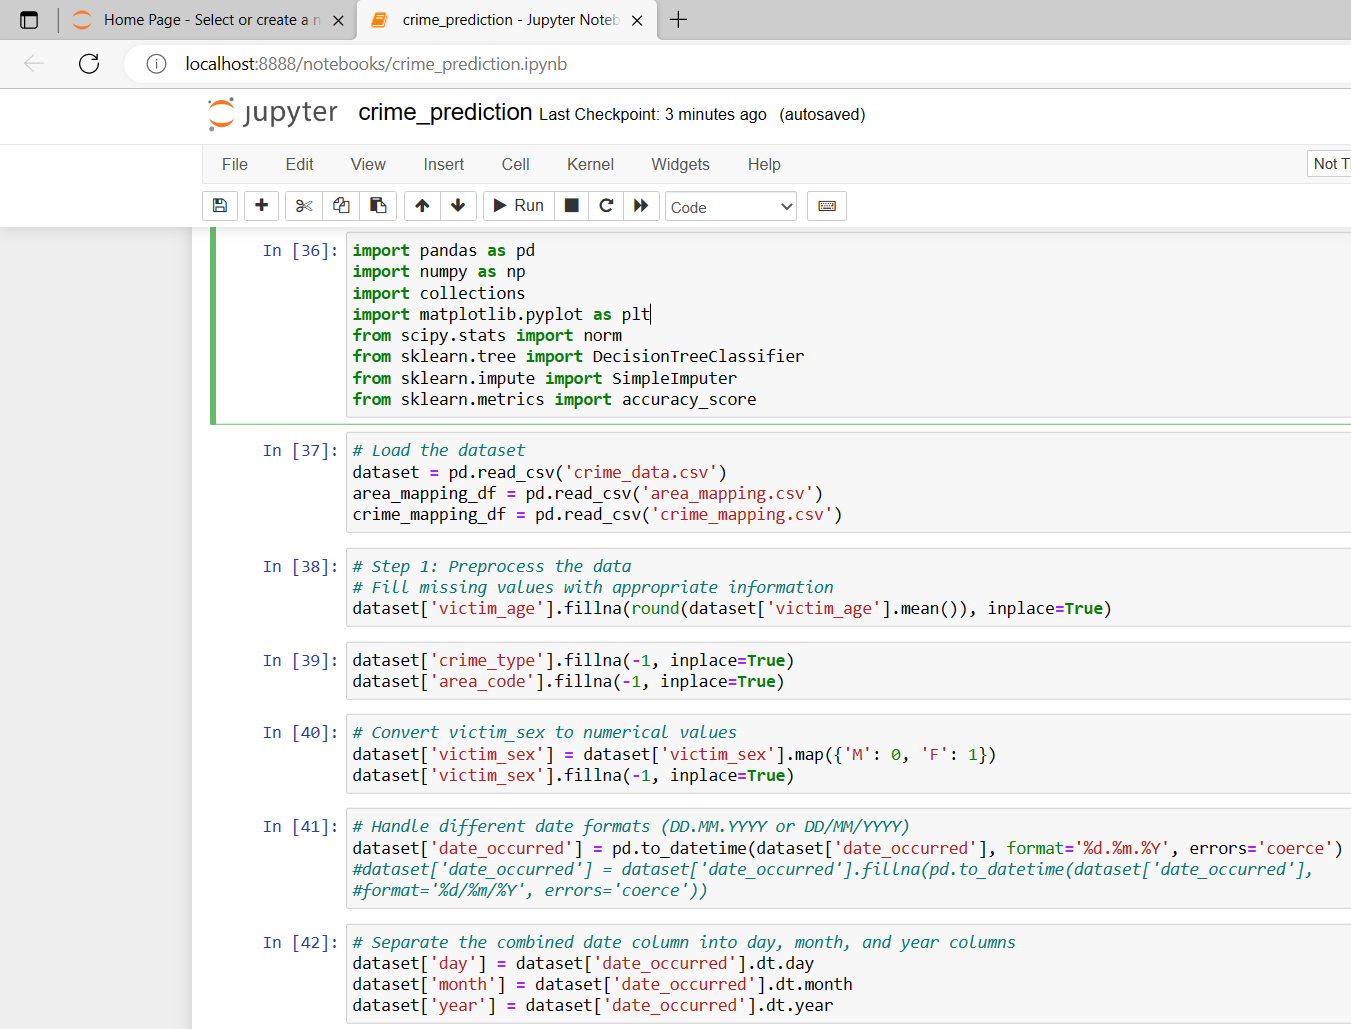 Home Page - Select or create a n
crime_prediction - Jupyter Noteb
localhost:8888/notebooks/crime_prediction.ipynb
jupyter crime_prediction Last Checkpoint: 3 minutes ago (autosaved)
File Edit View Insert Cell Kernel Widgets Help Not T
Run Code
In [36]: import pandas as pd
import numpy as np
import collections
import matplotlib.pyplot as plt
from scipy.stats import norm
from sklearn.tree import DecisionTreeClassifier
from sklearn.impute import SimpleImputer
from sklearn.metrics import accuracy_score
In [37]: # Load the dataset
dataset = pd.read_csv('crime_data.csv')
area_mapping_df = pd.read_csv('area_mapping.csv')
crime_mapping_df = pd.read_csv('crime_mapping.csv')
In [38]: # Step 1: Preprocess the data
# Fill missing values with appropriate information
dataset['victim_age'].fillna(round(dataset['victim_age'].mean()), inplace=True)
In [39]: dataset['crime_type'].fillna(-1, inplace=True)
dataset['area_code'].fillna(-1, inplace=True)
In [40]: # Convert victim_sex to numerical values
dataset['victim_sex'] = dataset['victim_sex'].map({'M': 0, 'F': 1})
dataset['victim_sex'].fillna(-1, inplace=True)
In [41]: # Handle different date formats (DD.MM.YYYY or DD/MM/YYYY)
dataset['date_occurred'] = pd.to_datetime(dataset['date_occurred'], format='%d.%m.%Y', errors='coerce')
#dataset['date_occurred'] = dataset['date_occurred'].fillna(pd.to_datetime(dataset['date_occurred'],
#format='%d/%m/%Y', errors='coerce'))
In [42]: # Separate the combined date column into day, month, and year columns
dataset['day'] = dataset['date_occurred'].dt.day
dataset['month'] = dataset['date_occurred'].dt.month
dataset['year'] = dataset['date_occurred'].dt.year